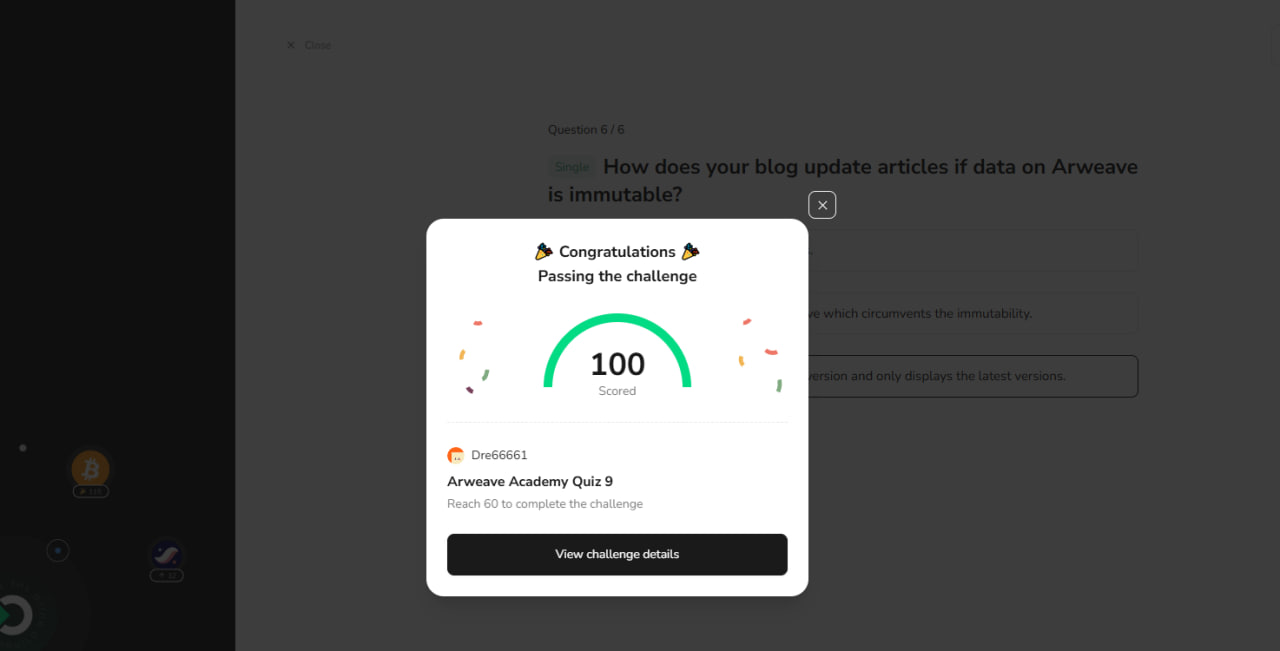 Close
Question 6 / 6
Single How does your blog update articles if data on Arweave
is immutable?
which circumvents the immutability.
and only displays the latest versions.
Congratulations
Passing the challenge
100
Scored
Dre66661
Arweave Academy Quiz 9
Reach 60 to complete the challenge
View challenge details